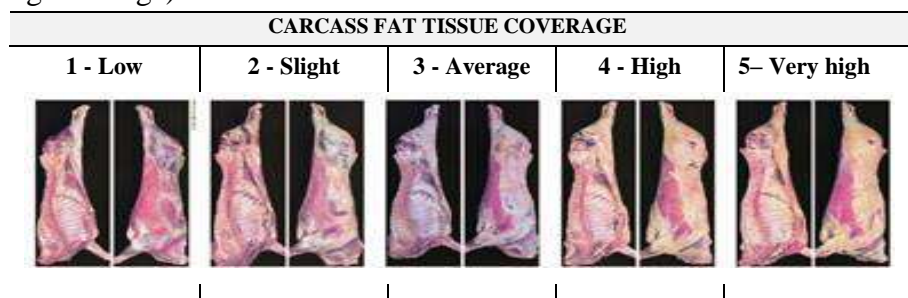 CARCASS FAT TISSUE COVERAGE
1 - Low 2 - Slight 3 - Average 4 - High 5– Very high